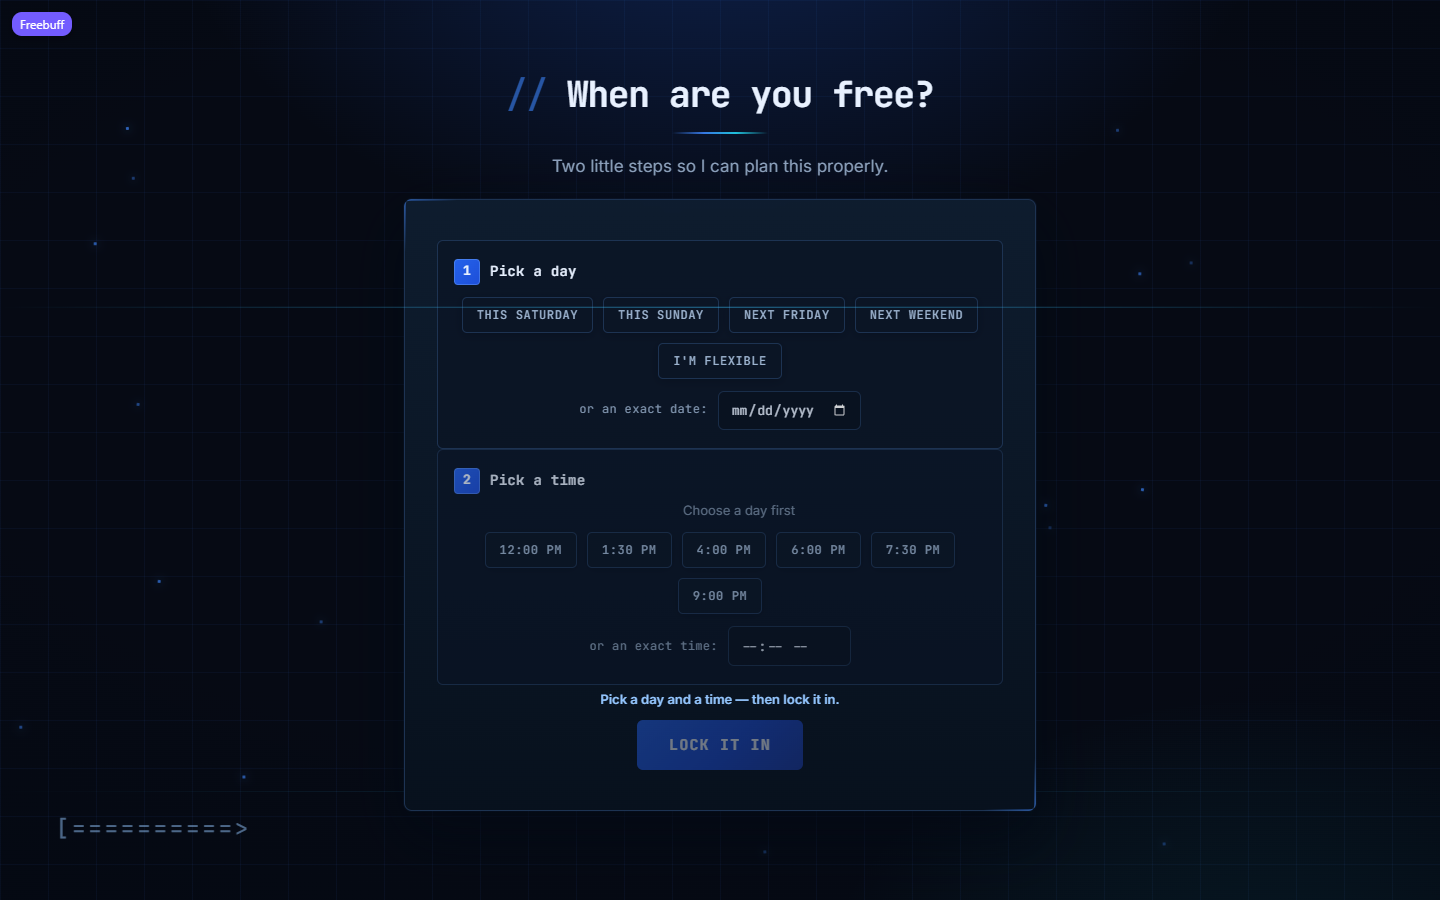 Freebuff
// When are you free?
Two little steps so I can plan this properly.
1 Pick a day
THIS SATURDAY THIS SUNDAY NEXT FRIDAY NEXT WEEKEND
I'M FLEXIBLE
or an exact date: mm/dd/yyyy
2 Pick a time
Choose a day first
12:00 PM 1:30 PM 4:00 PM 6:00 PM 7:30 PM
9:00 PM
or an exact time: --:-- --
Pick a day and a time — then lock it in.
LOCK IT IN
[==========>